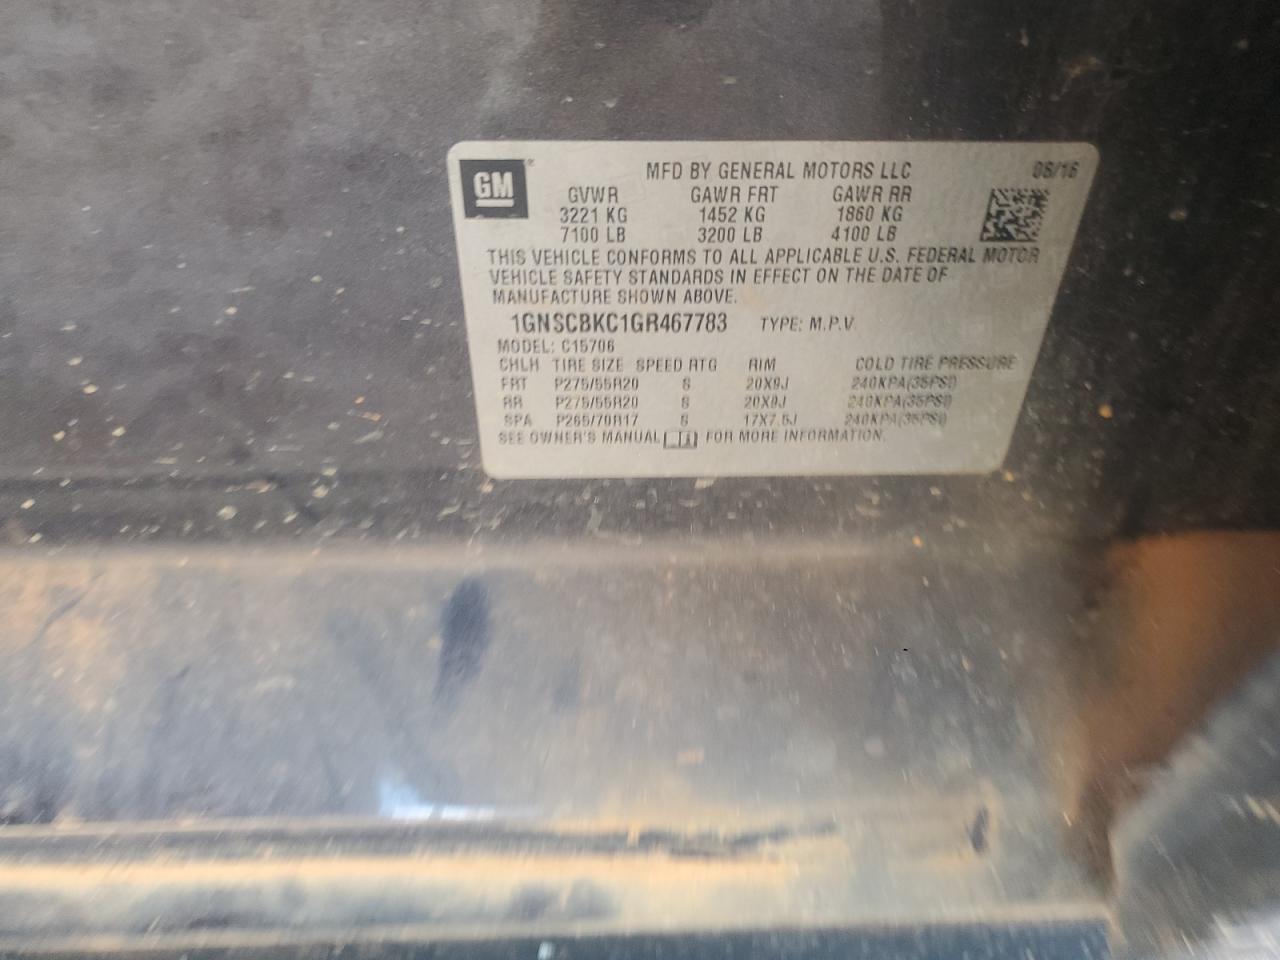 GM
MFD BY GENERAL MOTORS LLC 08/16
GVWR GAWR FRT GAWR RR
3221 KG 1452 KG 1860 KG
7100 LB 3200 LB 4100 LB
THIS VEHICLE CONFORMS TO ALL APPLICABLE U.S. FEDERAL MOTOR
VEHICLE SAFETY STANDARDS IN EFFECT ON THE DATE OF
MANUFACTURE SHOWN ABOVE.
1GNSCBKC1GR467783 TYPE: M.P.V
MODEL: C15706
CHLH TIRE SIZE SPEED RTG RIM COLD TIRE PRESSURE
FRT P275/55R20 S 20X9J 240KPA(35PSI)
RR P275/55R20 S 20X9J 240KPA(35PSI)
SPA P265/70R17 S 17X7.5J 240KPA(35PSI)
SEE OWNER'S MANUAL FOR MORE INFORMATION.